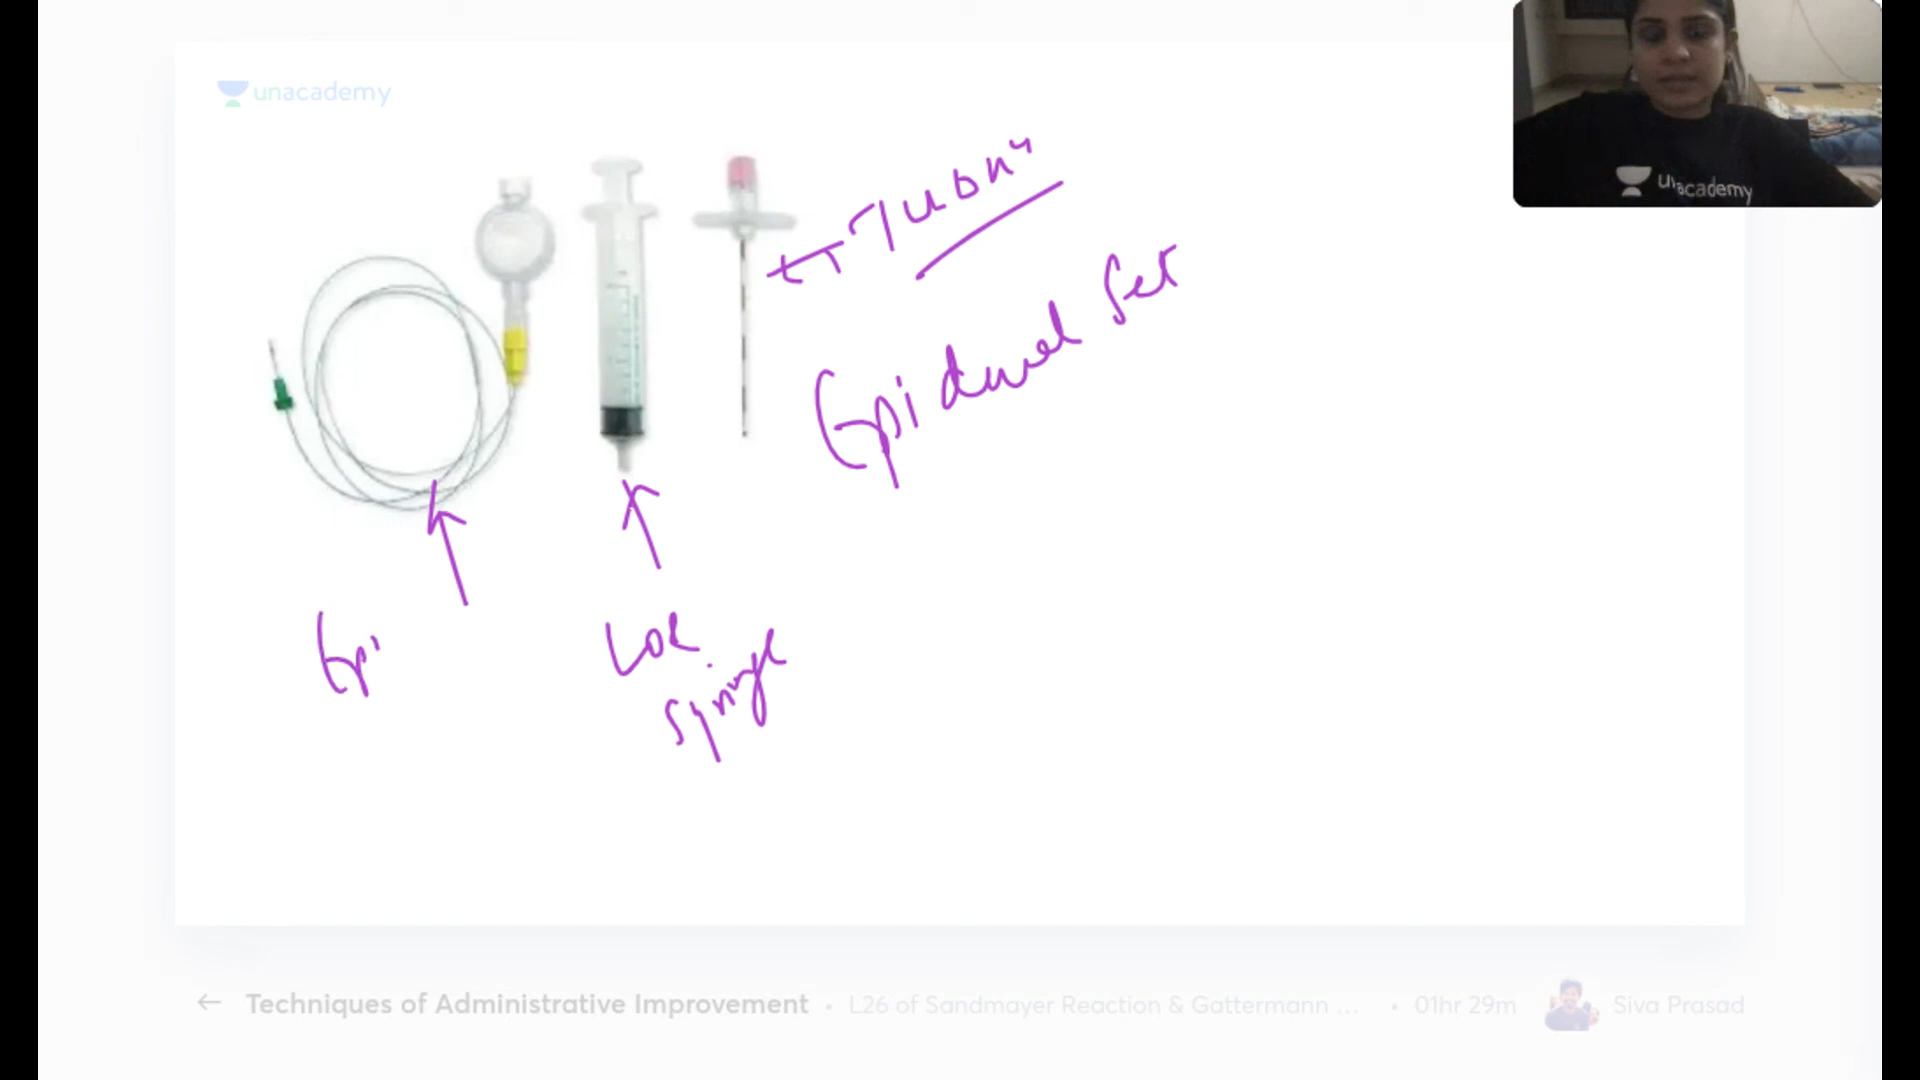 unacademy
unacademy
Epidural Set
LOR
Syringe
Epi
← Techniques of Administrative Improvement • L26 of Sandmayer Reaction & Gattermann ... • 01hr 29m Siva Prasad